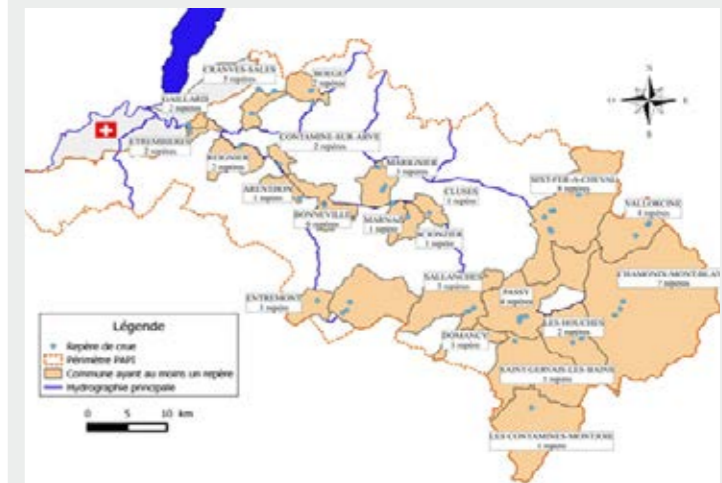 CRANVES-SALES
BOGEVE
2 repères
GAILLARD
2 repères
ETREMBIERES
2 repères
CONTAMINE-SUR-ARVE
2 repères
REIGNIER
2 repères
MARIGNIER
3 repères
CLUSES
1 repère
SIXT-FER-A-CHEVAL
VALLORCINE
4 repères
ARENTHON
1 repère
BONNEVILLE
MARNAZ
1 repère
SCIONZIER
1 repère
N
O
E
S
SALLANCHES
PASSY
CHAMONIX-MONT-BLAN
7 repères
ENTREMONT
1 repère
DOMANCY
1 repère
LES HOUCHES
2 repères
SAINT-GERVAIS-LES-BAINS
LES CONTAMINES-MONTJOIE
Légende
Repère de crue
Périmètre PAPI
Commune ayant au moins un repère
Hydrographie principale
0 5 10 km